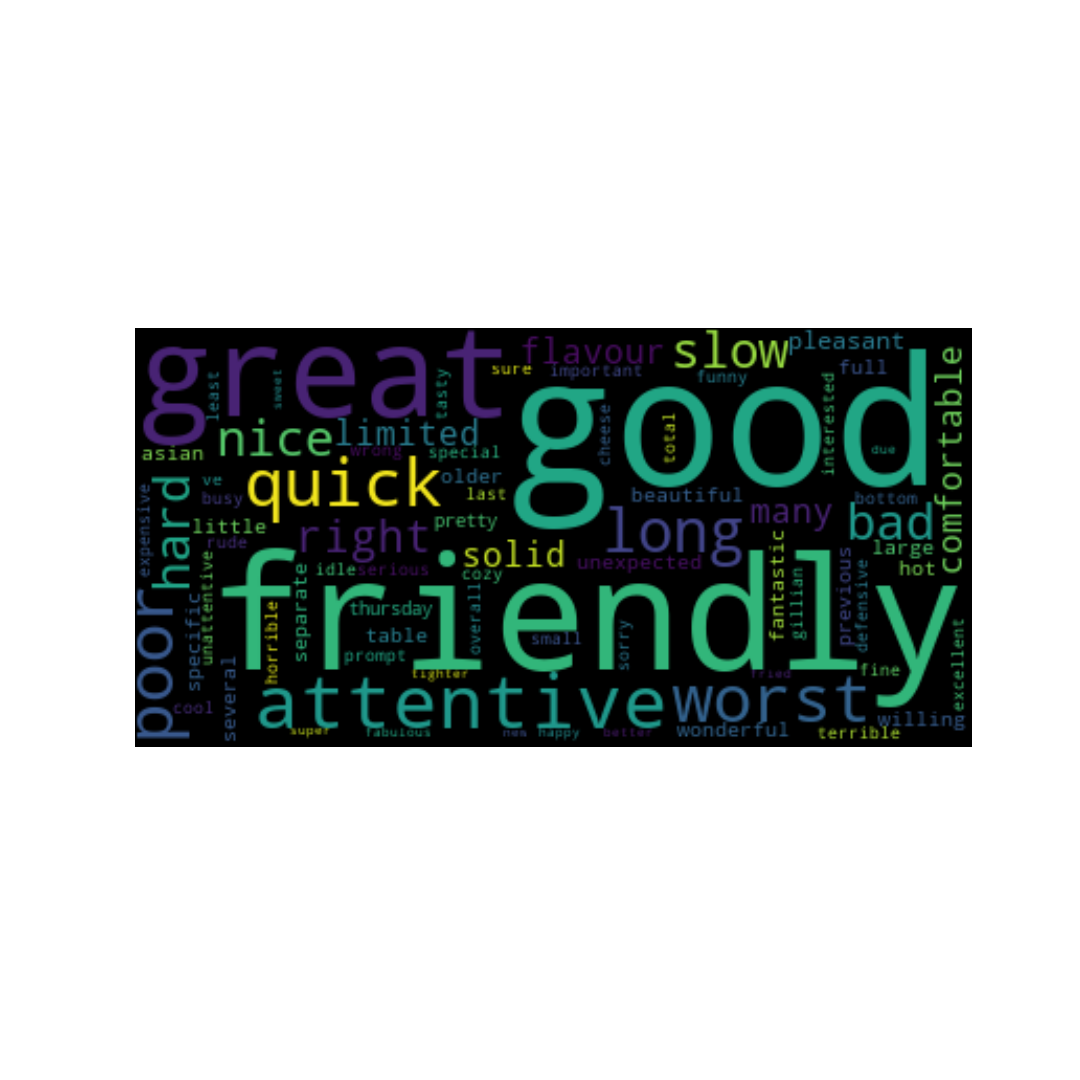 great
good
friendly
flavour
slow
pleasant
sure
important
funny
full
least
sweet
tasty
nice
limited
cheese
total
interested
due
comfortable
asian
wrong
special
quick
older
last
ve
busy
beautiful
bottom
expensive
hard
little
right
pretty
long
many
bad
rude
solid
unexpected
large
hot
idle
serious
cozy
unattentive
separate
thursday
overall
fantastic
gillian
previous
defensive
poor
specific
horrible
table
small
sorry
prompt
tighter
fried
fine
excellent
several
cool
attentive
worst
willing
super
fabulous
new
happy
better
wonderful
terrible